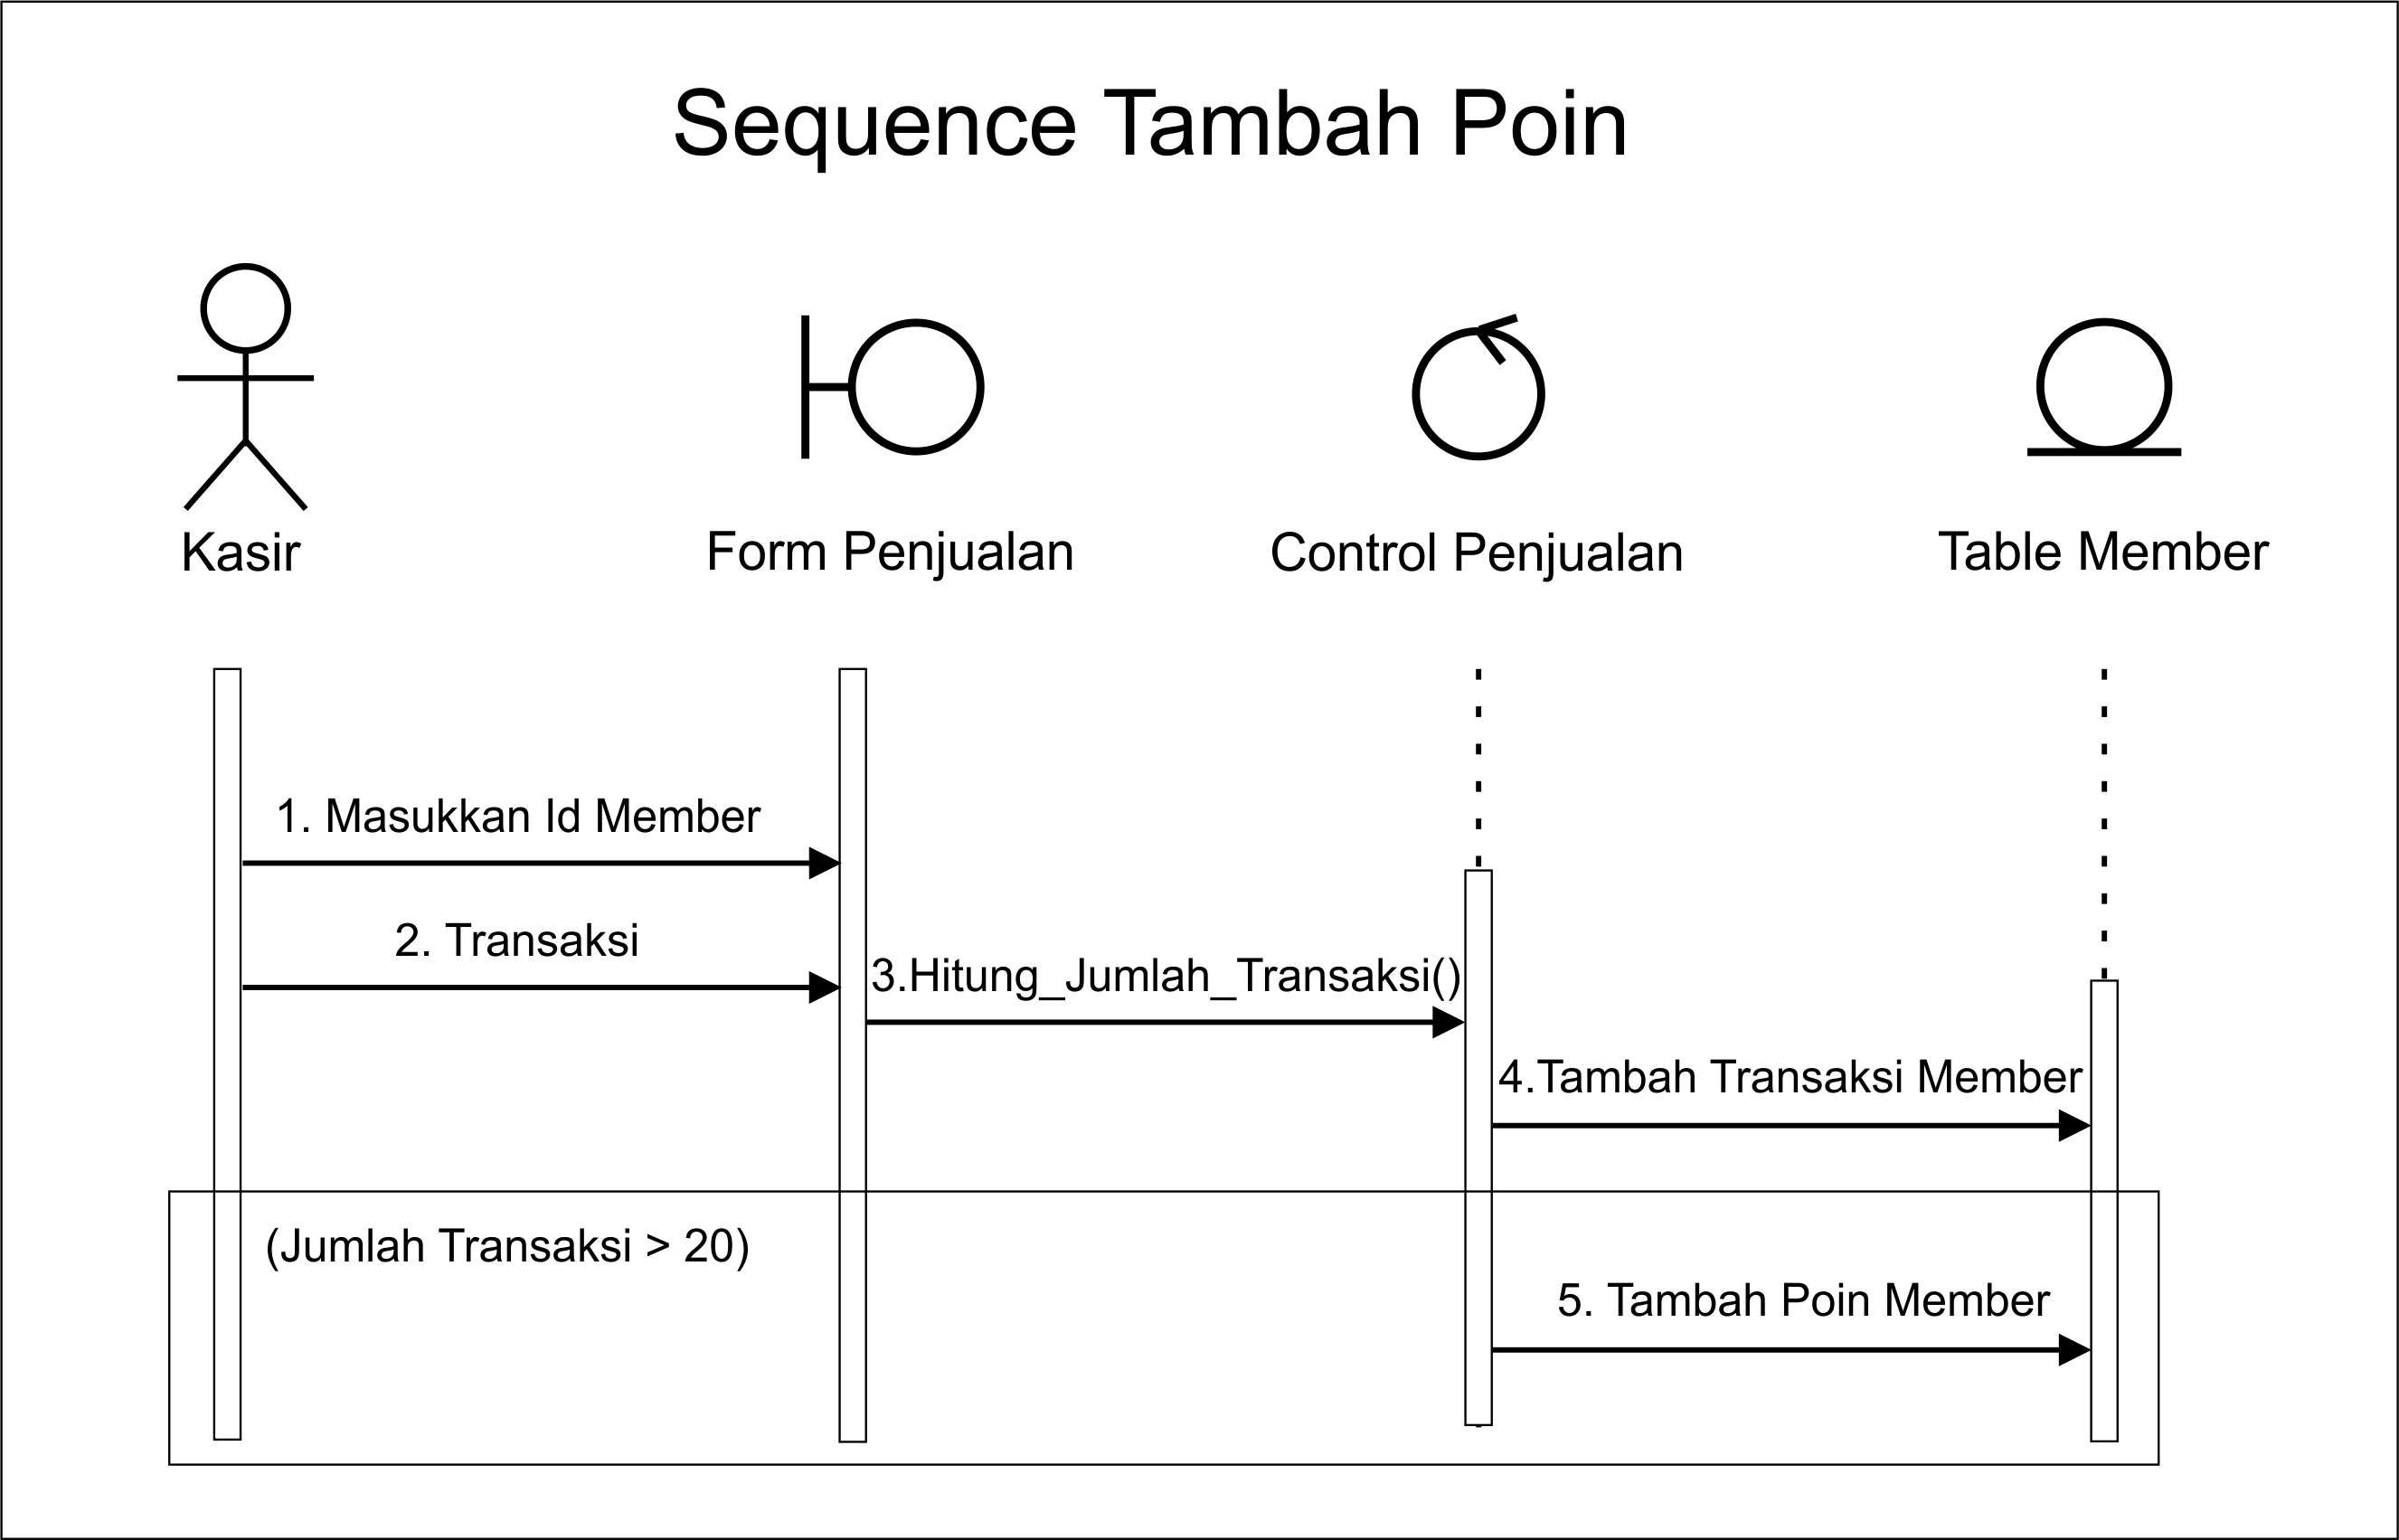 Sequence Tambah Poin
Kasir
Form Penjualan
Control Penjualan
Table Member
1. Masukkan Id Member
2. Transaksi
3.Hitung_Jumlah_Transaksi()
4.Tambah Transaksi Member
(Jumlah Transaksi > 20)
5. Tambah Poin Member